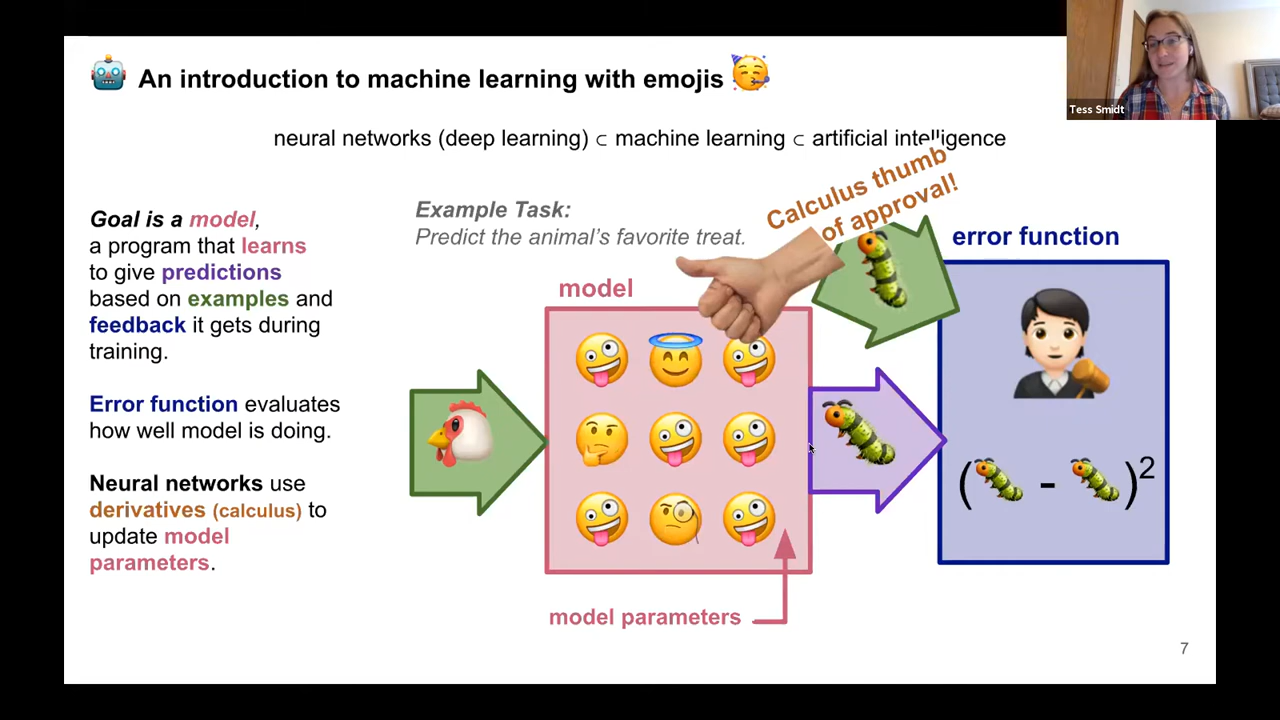 An introduction to machine learning with emojis
Tess Smidt
neural networks (deep learning) ⊂ machine learning ⊂ artificial intelligence
Goal is a model,
a program that learns
to give predictions
based on examples and
feedback it gets during
training.
Error function evaluates
how well model is doing.
Neural networks use
derivatives (calculus) to
update model
parameters.
Example Task:
Predict the animal's favorite treat.
Calculus thumb
of approval!
error function
model
( - )2
model parameters
7